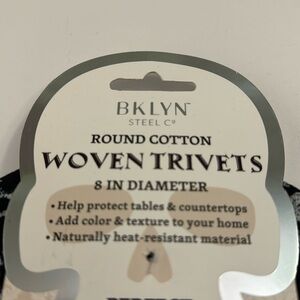 BKLYN™
STEEL Cº
ROUND COTTON
WOVEN TRIVETS
8 IN DIAMETER
•Help protect tables & countertops
•Add color & texture to your home
•Naturally heat-resistant material